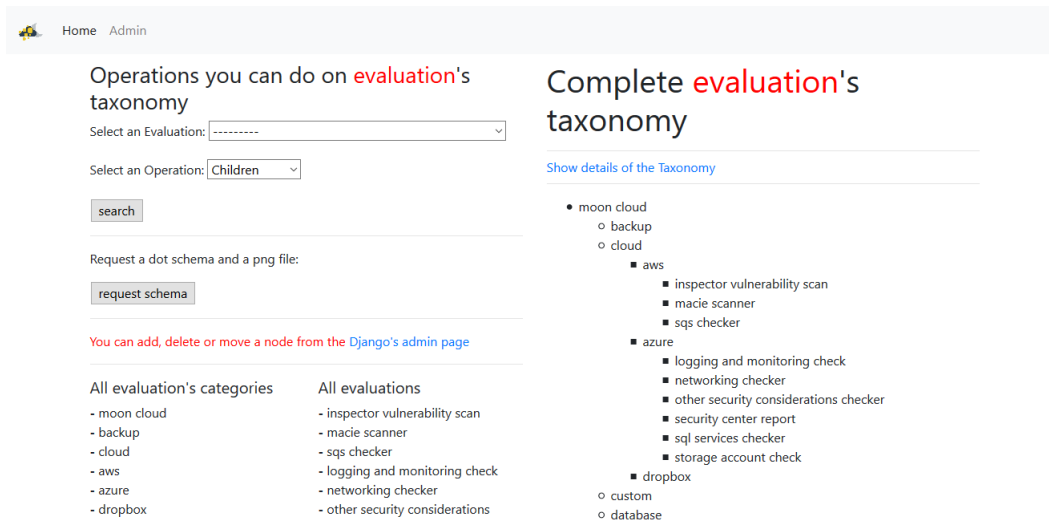 Home Admin
Operations you can do on evaluation's
taxonomy
Select an Evaluation: ---------
Select an Operation: Children
search
Request a dot schema and a png file:
request schema
You can add, delete or move a node from the Django's admin page
All evaluation's categories
- moon cloud
- backup
- cloud
- aws
- azure
- dropbox
All evaluations
- inspector vulnerability scan
- macie scanner
- sqs checker
- logging and monitoring check
- networking checker
- other security considerations
Complete evaluation's
taxonomy
Show details of the Taxonomy
moon cloud
backup
cloud
aws
inspector vulnerability scan
macie scanner
sqs checker
azure
logging and monitoring check
networking checker
other security considerations checker
security center report
sql services checker
storage account check
dropbox
custom
database